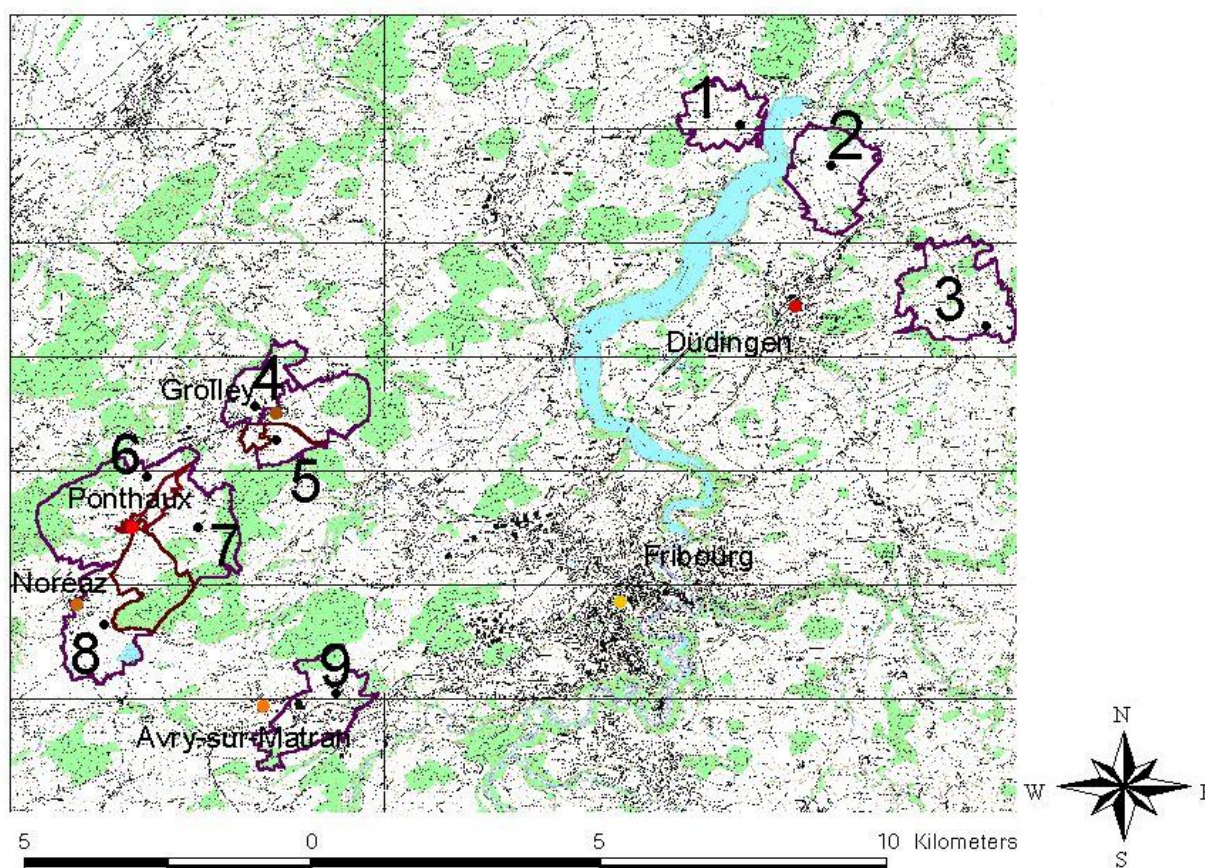 1
2
3
Düdingen
4
Grolley
5
6
Ponthaux
7
Fribourg
Noréaz
8
9
Avry-sur-Matran
N
W
E
S
5 0 5 10 Kilometers